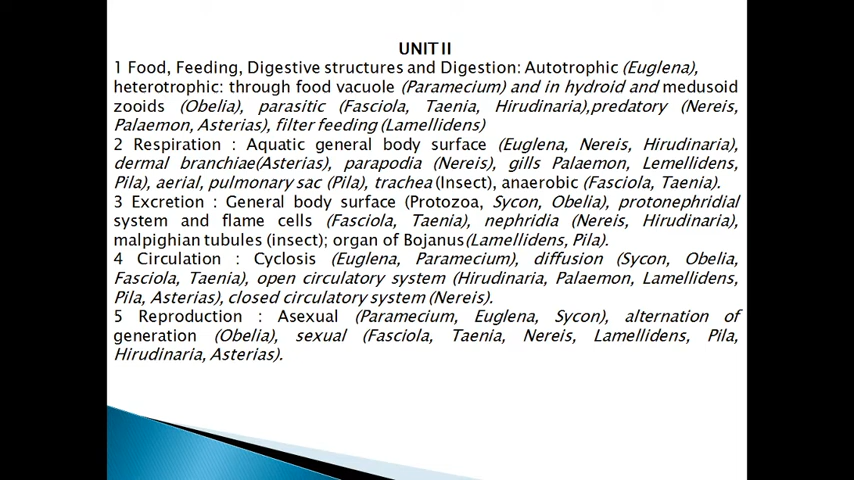 UNIT II
1 Food, Feeding, Digestive structures and Digestion: Autotrophic (Euglena),
heterotrophic: through food vacuole (Paramecium) and in hydroid and medusoid
zooids (Obelia), parasitic (Fasciola, Taenia, Hirudinaria),predatory (Nereis,
Palaemon, Asterias), filter feeding (Lamellidens)
2 Respiration : Aquatic general body surface (Euglena, Nereis, Hirudinaria),
dermal branchiae(Asterias), parapodia (Nereis), gills Palaemon, Lemellidens,
Pila), aerial, pulmonary sac (Pila), trachea (Insect), anaerobic (Fasciola, Taenia).
3 Excretion : General body surface (Protozoa, Sycon, Obelia), protonephridial
system and flame cells (Fasciola, Taenia), nephridia (Nereis, Hirudinaria),
malpighian tubules (insect); organ of Bojanus(Lamellidens, Pila).
4 Circulation : Cyclosis (Euglena, Paramecium), diffusion (Sycon, Obelia,
Fasciola, Taenia), open circulatory system (Hirudinaria, Palaemon, Lamellidens,
Pila, Asterias), closed circulatory system (Nereis).
5 Reproduction : Asexual (Paramecium, Euglena, Sycon), alternation of
generation (Obelia), sexual (Fasciola, Taenia, Nereis, Lamellidens, Pila,
Hirudinaria, Asterias).